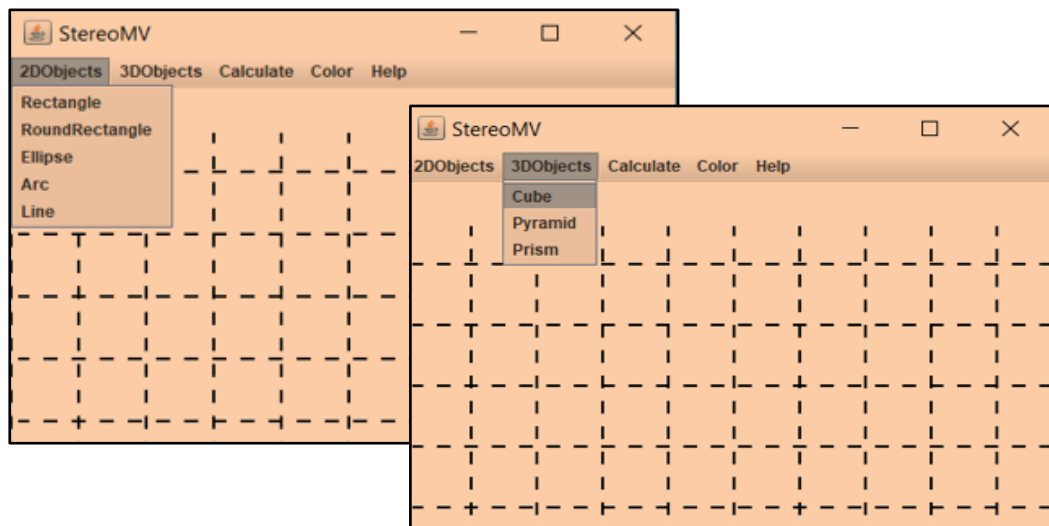 StereoMV
2DObjects 3DObjects Calculate Color Help
Rectangle
RoundRectangle
Ellipse
Arc
Line
StereoMV
2DObjects 3DObjects Calculate Color Help
Cube
Pyramid
Prism